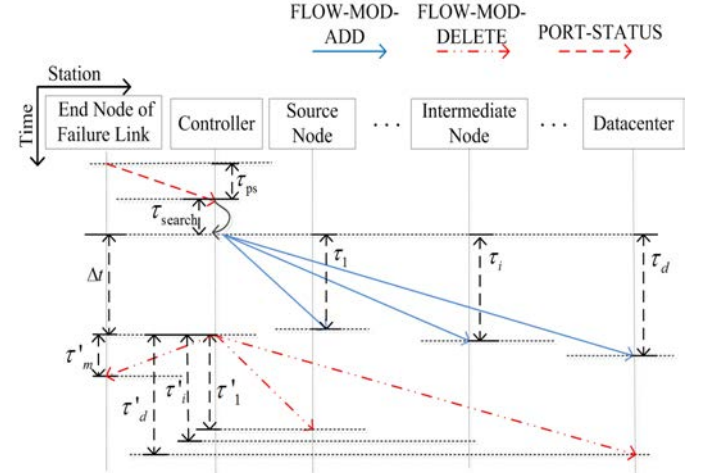 FLOW-MOD-ADD
FLOW-MOD-DELETE
PORT-STATUS
Station
Time
End Node of Failure Link
Controller
Source Node
...
Intermediate Node
...
Datacenter
τps
τsearch
Δt
τ1
τi
τd
τ'm
τ'd
τ'i
τ'1